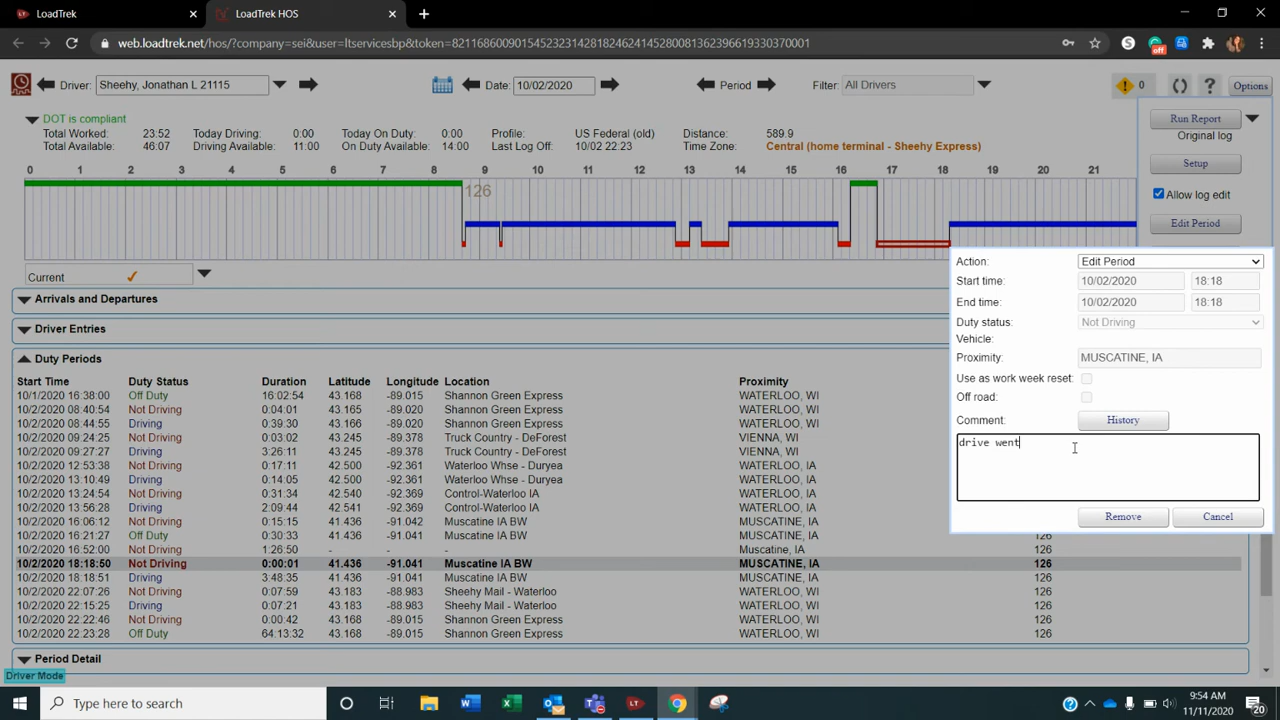 LoadTrek
LoadTrek HOS
web.loadtrek.net/hos/?company=sei&user=ltservicesbp&token=82116860090154523231428182462414528008136239661933037​0001
Driver: Sheehy, Jonathan L 21115 Date: 10/02/2020 Period Filter: All Drivers 0 ? Options
DOT is compliant
Total Worked: 23:52 Today Driving: 0:00 Today On Duty: 0:00 Profile: US Federal (old) Distance: 589.9
Total Available: 46:07 Driving Available: 11:00 On Duty Available: 14:00 Last Log Off: 10/02 22:23 Time Zone: Central (home terminal - Sheehy Express)
Run Report
Original log
Setup
Allow log edit
Edit Period
0 1 2 3 4 5 6 7 8 9 10 11 12 13 14 15 16 17 18 19 20 21
126
Current
Arrivals and Departures
Driver Entries
Duty Periods
Start Time Duty Status Duration Latitude Longitude Location Proximity
10/1/2020 16:38:00 Off Duty 16:02:54 43.168 -89.015 Shannon Green Express WATERLOO, WI
10/2/2020 08:40:54 Not Driving 0:04:01 43.165 -89.020 Shannon Green Express WATERLOO, WI
10/2/2020 08:44:55 Driving 0:39:30 43.168 -89.015 Shannon Green Express WATERLOO, WI
10/2/2020 09:24:25 Not Driving 0:03:02 43.245 -89.378 Truck Country - DeForest VIENNA, WI
10/2/2020 09:27:27 Driving 3:26:11 43.245 -89.377 Truck Country - DeForest VIENNA, WI
10/2/2020 12:53:38 Not Driving 0:17:11 42.500 -92.361 Waterloo Whse - Duryea WATERLOO, IA
10/2/2020 13:10:49 Driving 0:14:05 42.500 -92.362 Waterloo Whse - Duryea WATERLOO, IA
10/2/2020 13:24:54 Not Driving 0:31:34 42.540 -92.369 Control-Waterloo IA WATERLOO, IA
10/2/2020 13:56:28 Driving 2:09:44 42.540 -92.369 Control-Waterloo IA WATERLOO, IA
10/2/2020 16:06:12 Not Driving 0:15:15 41.436 -91.042 Muscatine IA BW MUSCATINE, IA
10/2/2020 16:21:27 Off Duty 0:30:33 41.436 -91.042 Muscatine IA BW MUSCATINE, IA 126
10/2/2020 16:52:00 Not Driving 1:26:50 - - - Muscatine, IA 126
10/2/2020 18:18:50 Not Driving 0:00:01 41.436 -91.041 Muscatine IA BW MUSCATINE, IA 126
10/2/2020 18:18:51 Driving 3:48:35 41.436 -91.041 Muscatine IA BW MUSCATINE, IA 126
10/2/2020 22:07:26 Not Driving 0:07:59 43.183 -88.983 Sheehy Mail - Waterloo WATERLOO, WI 126
10/2/2020 22:15:25 Driving 0:07:21 43.183 -88.983 Sheehy Mail - Waterloo WATERLOO, WI 126
10/2/2020 22:22:46 Not Driving 0:00:42 43.168 -89.015 Shannon Green Express WATERLOO, WI 126
10/2/2020 22:23:28 Off Duty 64:13:32 43.168 -89.015 Shannon Green Express WATERLOO, WI 126
Period Detail
Driver Mode
Action: Edit Period
Start time: 10/02/2020 18:18
End time: 10/02/2020 18:18
Duty status: Not Driving
Vehicle:
Proximity: MUSCATINE, IA
Use as work week reset:
Off road:
Comment: History
drive went
Remove Cancel
Type here to search
9:54 AM
11/11/2020
20